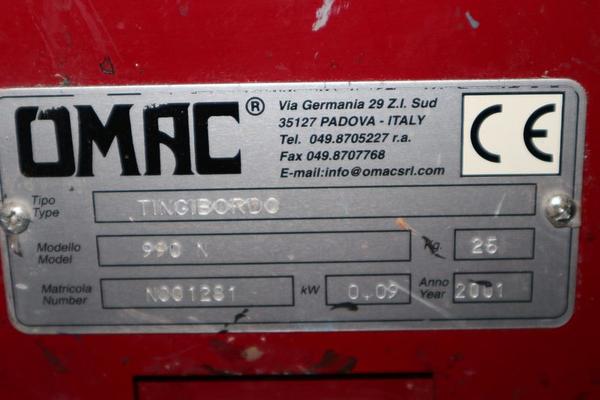 OMAC®
Via Germania 29 Z.I. Sud
35127 PADOVA - ITALY
Tel. 049.8705227 r.a.
Fax 049.8707768
E-mail:info@omacsrl.com
CE
Tipo
Type
TINGIBORDO
Modello
Model
990 N
Kg.
25
Matricola
Number
N001281
kW
0,09
Anno
Year
2001